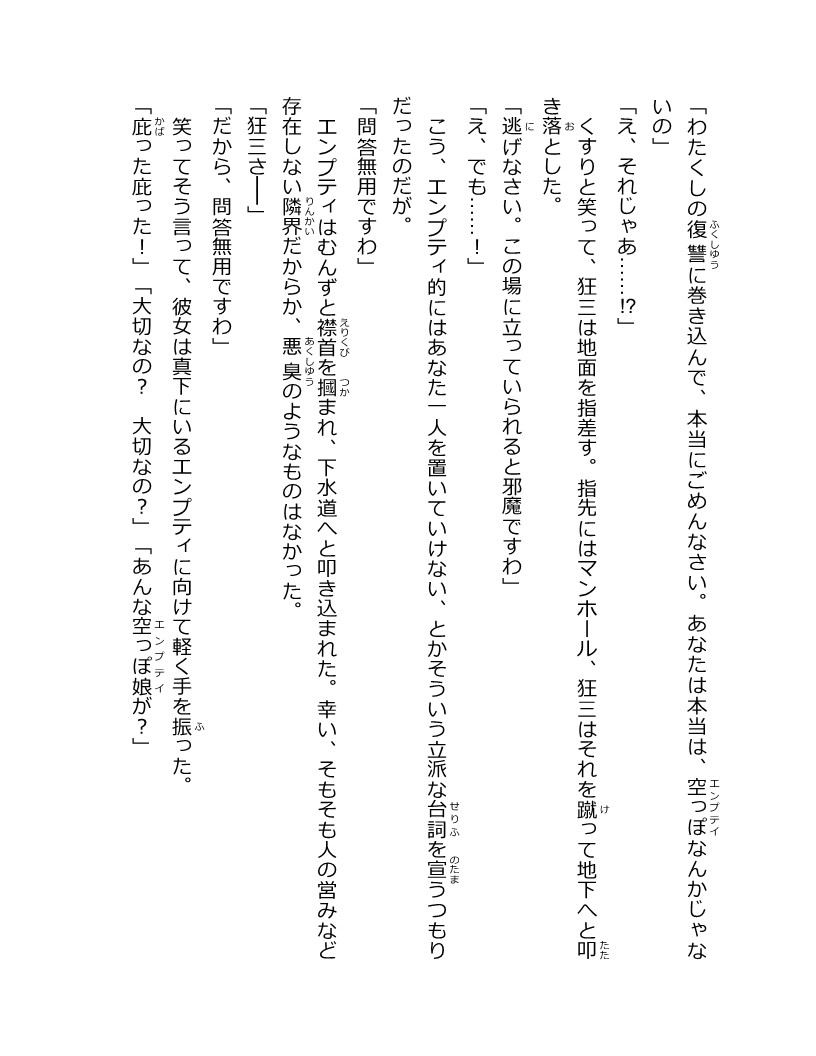 「わたくしの復讐に巻き込んで、本当にごめんなさい。あなたは本当は、空っぽなんかじゃな
いの」
「え、それじゃあ……⁉」
くすりと笑って、狂三は地面を指差す。指先にはマンホール、狂三はそれを蹴って地下へと叩
き落とした。
「逃げなさい。この場に立っていられると邪魔ですわ」
「え、でも……！」
こう、エンプティ的にはあなた一人を置いていけない、とかそういう立派な台詞を宣うつもり
だったのだが。
「問答無用ですわ」
エンプティはむんずと襟首を摑まれ、下水道へと叩き込まれた。幸い、そもそも人の営みなど
存在しない隣界だからか、悪臭のようなものはなかった。
「狂三さ――」
「だから、問答無用ですわ」
笑ってそう言って、彼女は真下にいるエンプティに向けて軽く手を振った。
「庇った庇った！」「大切なの？　大切なの？」「あんな空っぽ娘が？」